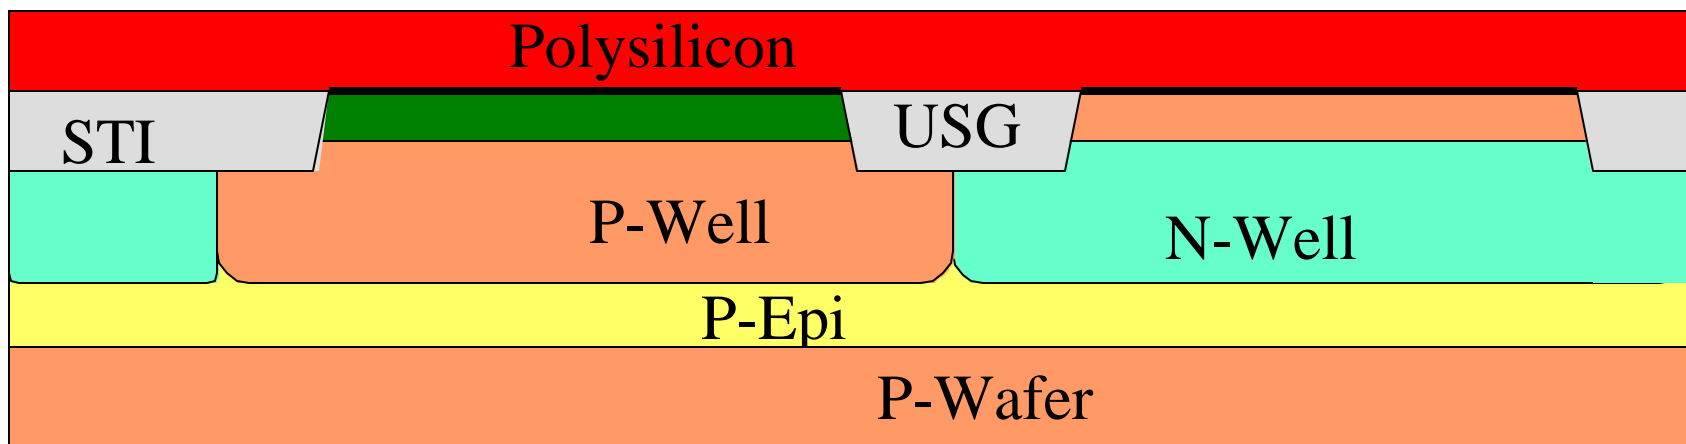 Polysilicon
STI
USG
P-Well
N-Well
P-Epi
P-Wafer